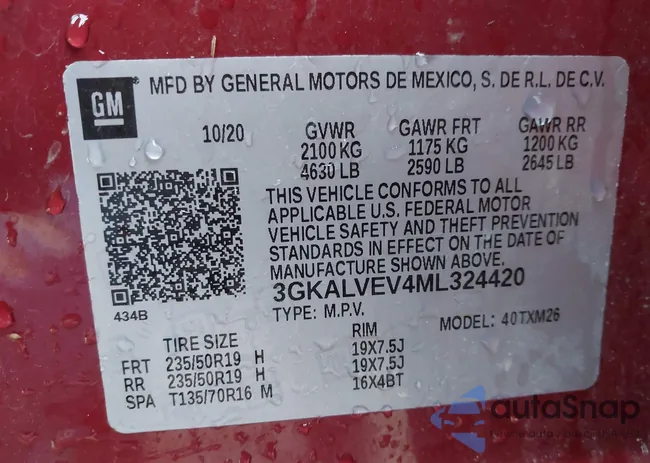 GM
MFD BY GENERAL MOTORS DE MEXICO, S. DE R.L. DE C.V.
10/20 GVWR GAWR FRT GAWR RR
2100 KG 1175 KG 1200 KG
4630 LB 2590 LB 2645 LB
THIS VEHICLE CONFORMS TO ALL
APPLICABLE U.S. FEDERAL MOTOR
VEHICLE SAFETY AND THEFT PREVENTION
STANDARDS IN EFFECT ON THE DATE OF
MANUFACTURE SHOWN ABOVE.
3GKALVEV4ML324420
434B
TYPE: M.P.V. MODEL: 40TXM26
TIRE SIZE RIM
FRT 235/50R19 H 19X7.5J
RR 235/50R19 H 19X7.5J
SPA T135/70R16 M 16X4BT
autoSnap